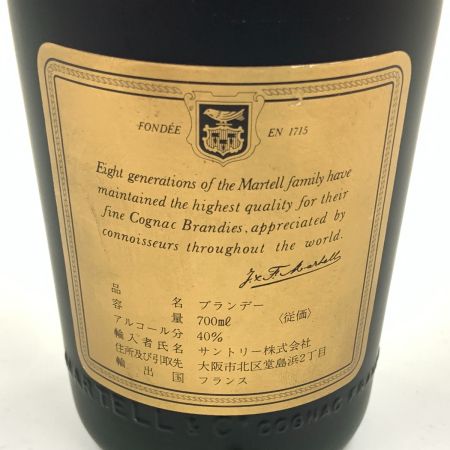 FONDÉE EN 1715
Eight generations of the Martell family have
maintained the highest quality for their
fine Cognac Brandies, appreciated by
connoisseurs throughout the world.
J. & F. Martell
品名 ブランデー
容量 700mℓ 〈従価〉
アルコール分 40%
輸入者氏名 サントリー株式会社
住所及び引取先 大阪市北区堂島浜2丁目
輸出国 フランス
MARTELL & Co COGNAC FRANCE